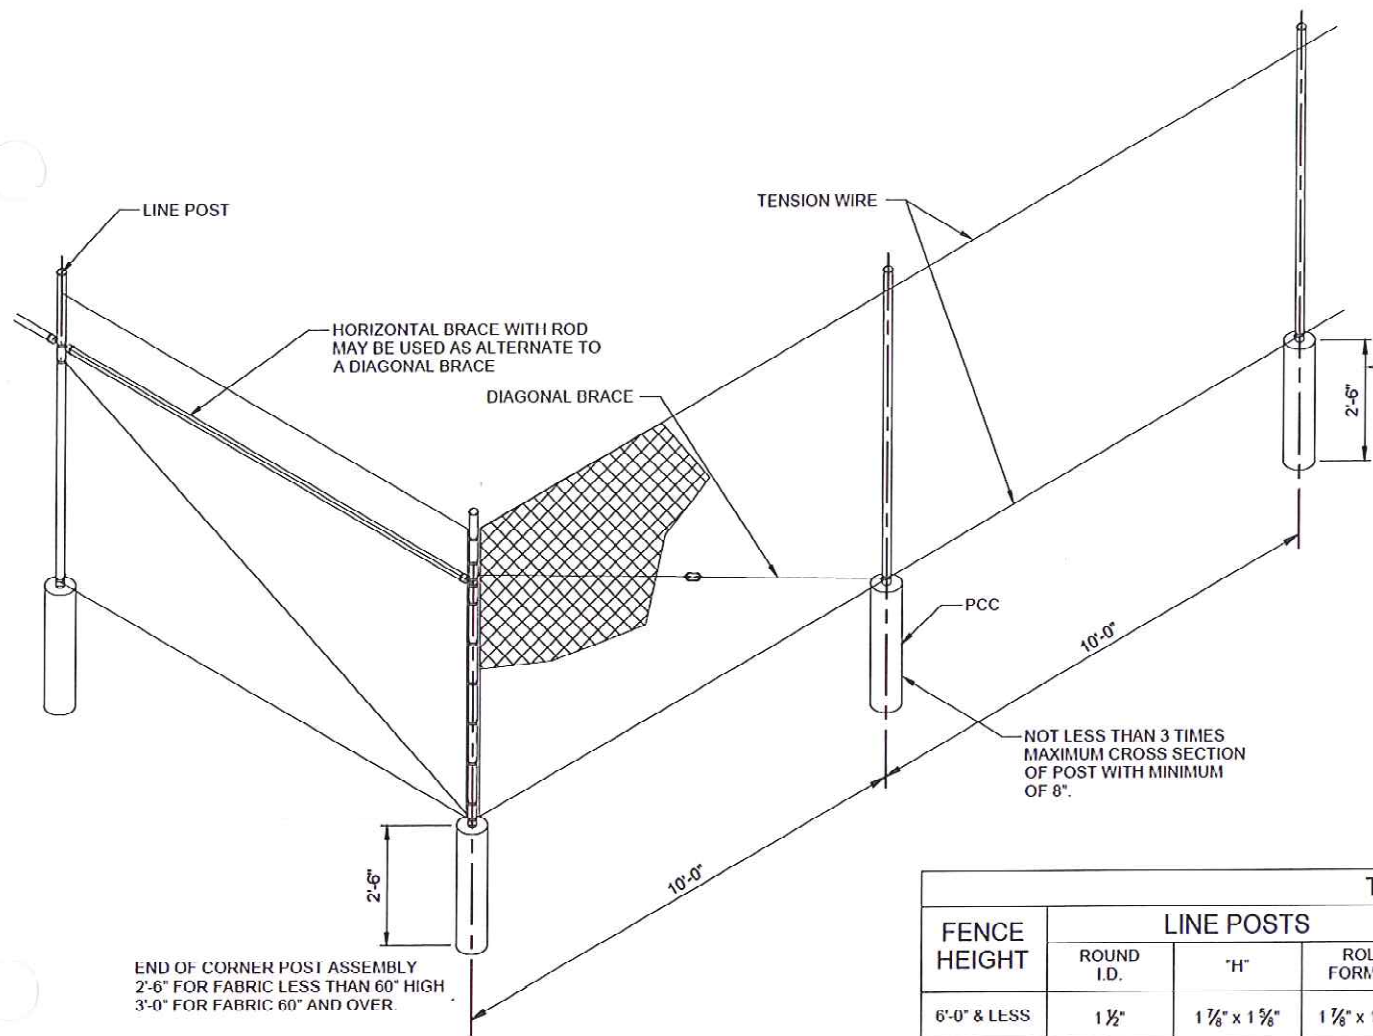 LINE POST
TENSION WIRE
HORIZONTAL BRACE WITH ROD
MAY BE USED AS ALTERNATE TO
A DIAGONAL BRACE
DIAGONAL BRACE
2'-6"
PCC
10'-0"
NOT LESS THAN 3 TIMES
MAXIMUM CROSS SECTION
OF POST WITH MINIMUM
OF 8".
10'-0"
2'-6"
END OF CORNER POST ASSEMBLY
2'-6" FOR FABRIC LESS THAN 60" HIGH
3'-0" FOR FABRIC 60" AND OVER.
FENCE
HEIGHT
LINE POSTS
ROUND
I.D.
"H"
6'-0" & LESS
1 ½"
1 ⅞" x 1 ⅝"
1 ⅞" x